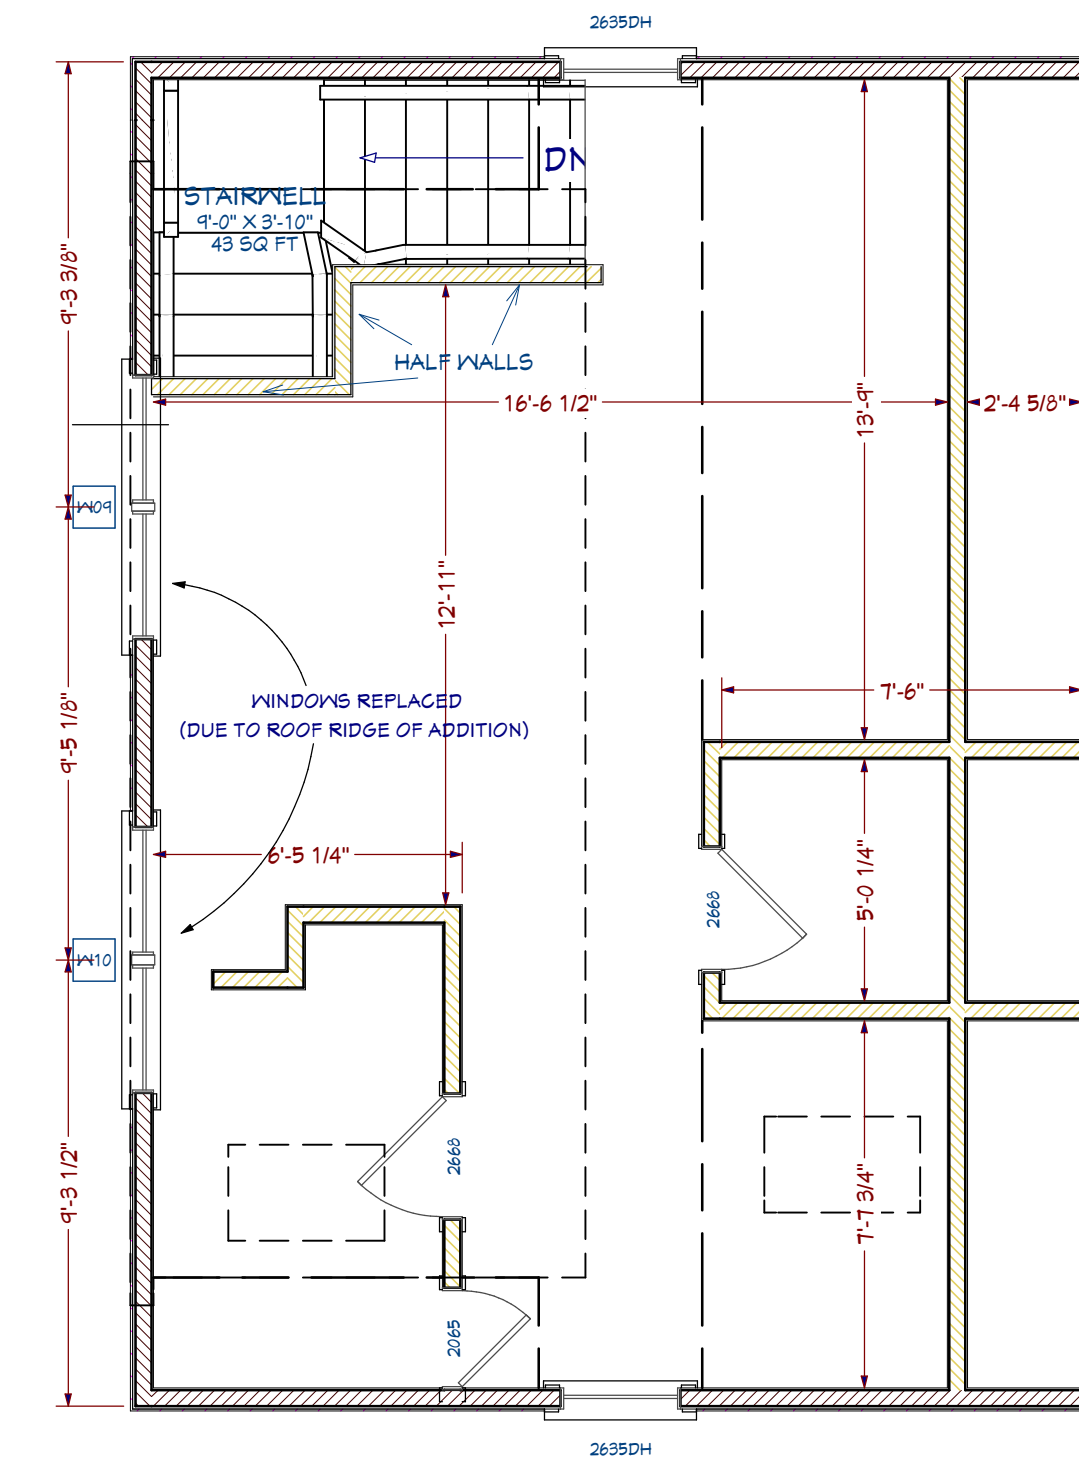 2635DH
DN
STAIRWELL
9'-0" X 3'-10"
43 SQ FT
9'-3 3/8"
HALF WALLS
16'-6 1/2"
13'-9"
2'-4 5/8"
W09
12'-11"
7'-6"
WINDOWS REPLACED
(DUE TO ROOF RIDGE OF ADDITION)
9'-5 1/8"
6'-5 1/4"
5'-0 1/4"
2668
W10
2668
9'-3 1/2"
7'-7 3/4"
2065
2635DH